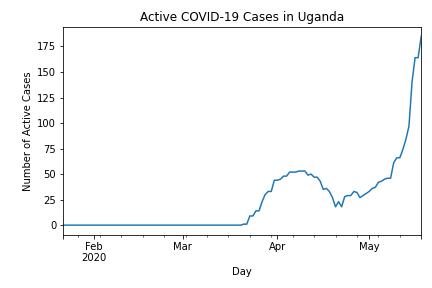 Active COVID-19 Cases in Uganda
Number of Active Cases
175
150
125
100
75
50
25
0
Feb
2020
Mar
Apr
May
Day